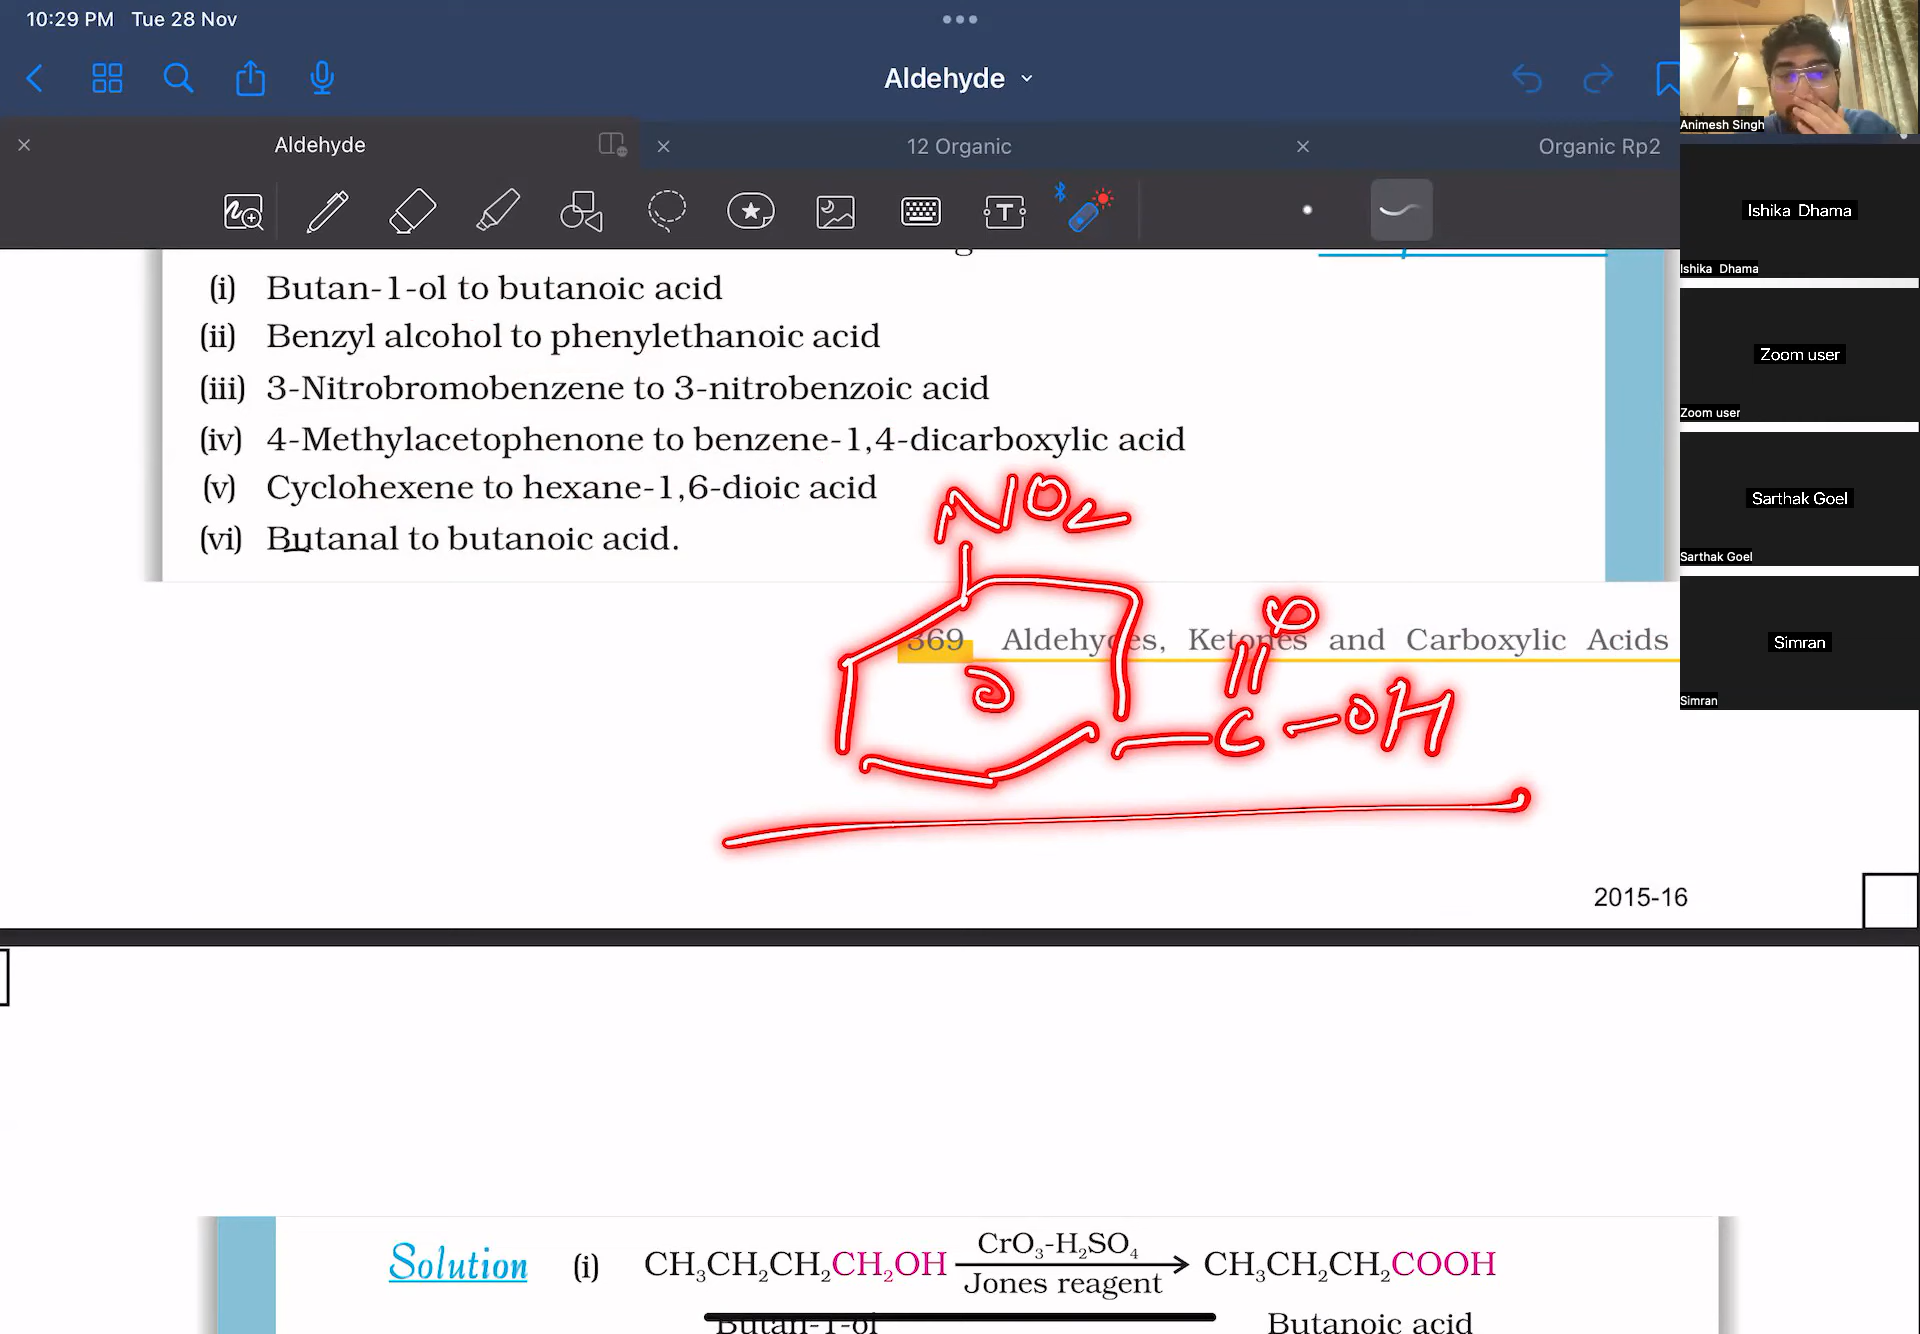 10:29 PM Tue 28 Nov
Aldehyde
Animesh Singh
Aldehyde
12 Organic
Organic Rp2
Ishika Dhama
Ishika Dhama
(i) Butan-1-ol to butanoic acid
(ii) Benzyl alcohol to phenylethanoic acid
Zoom user
(iii) 3-Nitrobromobenzene to 3-nitrobenzoic acid
Zoom user
(iv) 4-Methylacetophenone to benzene-1,4-dicarboxylic acid
(v) Cyclohexene to hexane-1,6-dioic acid
Sarthak Goel
NO2
(vi) Butanal to butanoic acid.
Sarthak Goel
O
369 Aldehydes, Ketones and Carboxylic Acids
Simran
Simran
C-OH
2015-16
Solution (i) CH₃CH₂CH₂CH₂OH CrO₃-H₂SO₄ CH₃CH₂CH₂COOH
Jones reagent
Butan-1-ol Butanoic acid